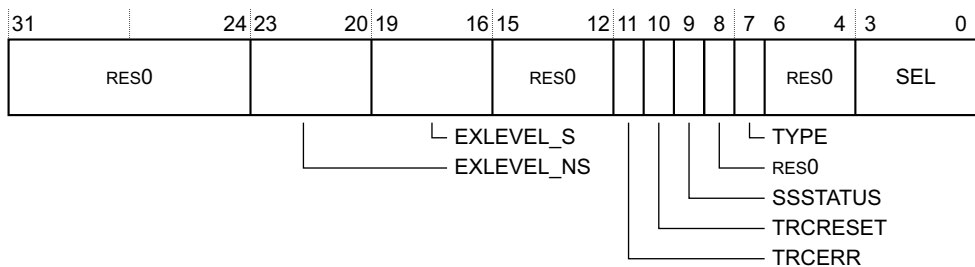 31 24 23 20 19 16 15 12 11 10 9 8 7 6 4 3 0
RES0 RES0 RES0 SEL
EXLEVEL_S TYPE
EXLEVEL_NS RES0
SSSTATUS
TRCRESET
TRCERR